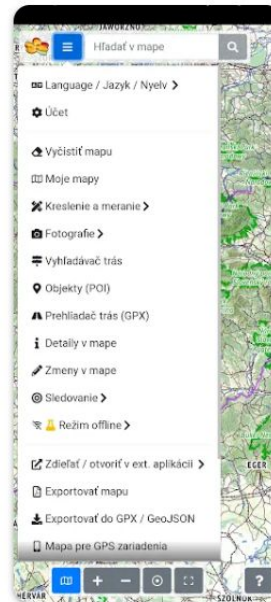 JAWORZNO
Hľadať v mape
Language / Jazyk / Nyelv
Účet
Vyčistiť mapu
Moje mapy
Kreslenie a meranie
Fotografie
Vyhľadávač trás
Objekty (POI)
Prehliadač trás (GPX)
Detaily v mape
Zmeny v mape
Sledovanie
Režim offline
EGER
Zdieľať / otvoriť v ext. aplikácii
Exportovať mapu
Exportovať do GPX / GeoJSON
Mapa pre GPS zariadenia
?
SZOLNOK